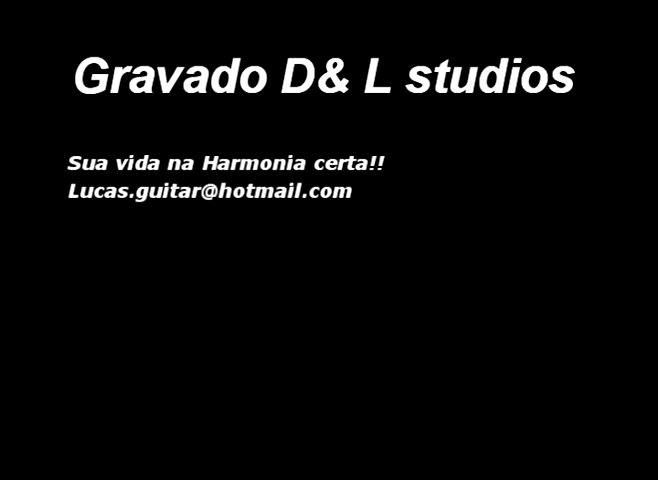 Gravado D& L studios
Sua vida na Harmonia certa!!
Lucas.guitar@hotmail.com